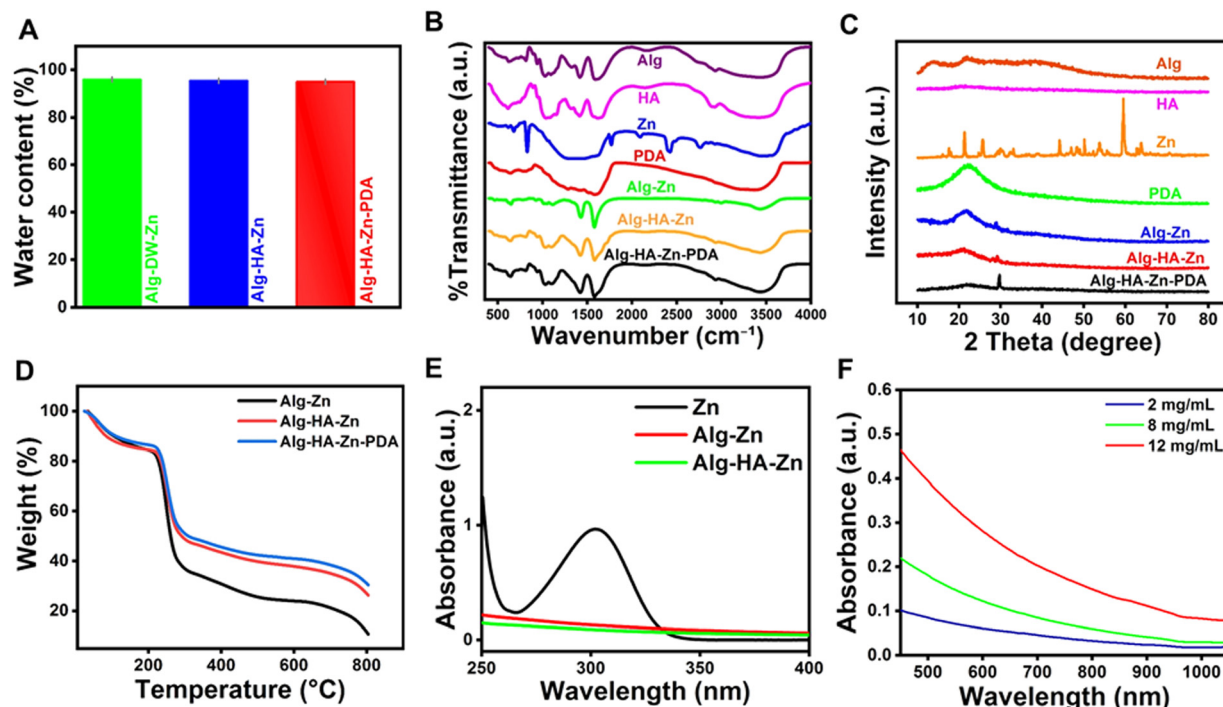 A
Water content (%)
100
80
60
40
20
0
Alg-DW-Zn
Alg-HA-Zn
Alg-HA-Zn-PDA
B
%Transmittance (a.u.)
Alg
HA
Zn
PDA
Alg-Zn
Alg-HA-Zn
Alg-HA-Zn-PDA
500 1000 1500 2000 2500 3000 3500 4000
Wavenumber (cm⁻¹)
C
Intensity (a.u.)
Alg
HA
Zn
PDA
Alg-Zn
Alg-HA-Zn
Alg-HA-Zn-PDA
10 20 30 40 50 60 70 80
2 Theta (degree)
D
Weight (%)
100
80
60
40
20
Alg-Zn
Alg-HA-Zn
Alg-HA-Zn-PDA
200 400 600 800
Temperature (°C)
E
Absorbance (a.u.)
2
1
0
Zn
Alg-Zn
Alg-HA-Zn
250 300 350 400
Wavelength (nm)
F
Absorbance (a.u.)
0.6
0.5
0.4
0.3
0.2
0.1
0.0
2 mg/mL
8 mg/mL
12 mg/mL
500 600 700 800 900 1000
Wavelength (nm)